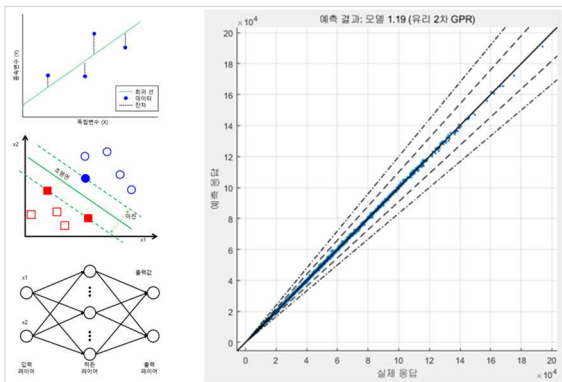 종속변수 (Y)
회귀 선
데이터
잔차
독립변수 (X)
x2
초평면
마진
x1
x1
출력값
x2
입력
레이어
히든
레이어
출력
레이어
예측 결과: 모델 1.19 (유리 2차 GPR)
×10⁴
20
18
16
14
12
10
8
6
4
2
0
예측 응답
0 2 4 6 8 10 12 14 16 18 20
×10⁴
실제 응답